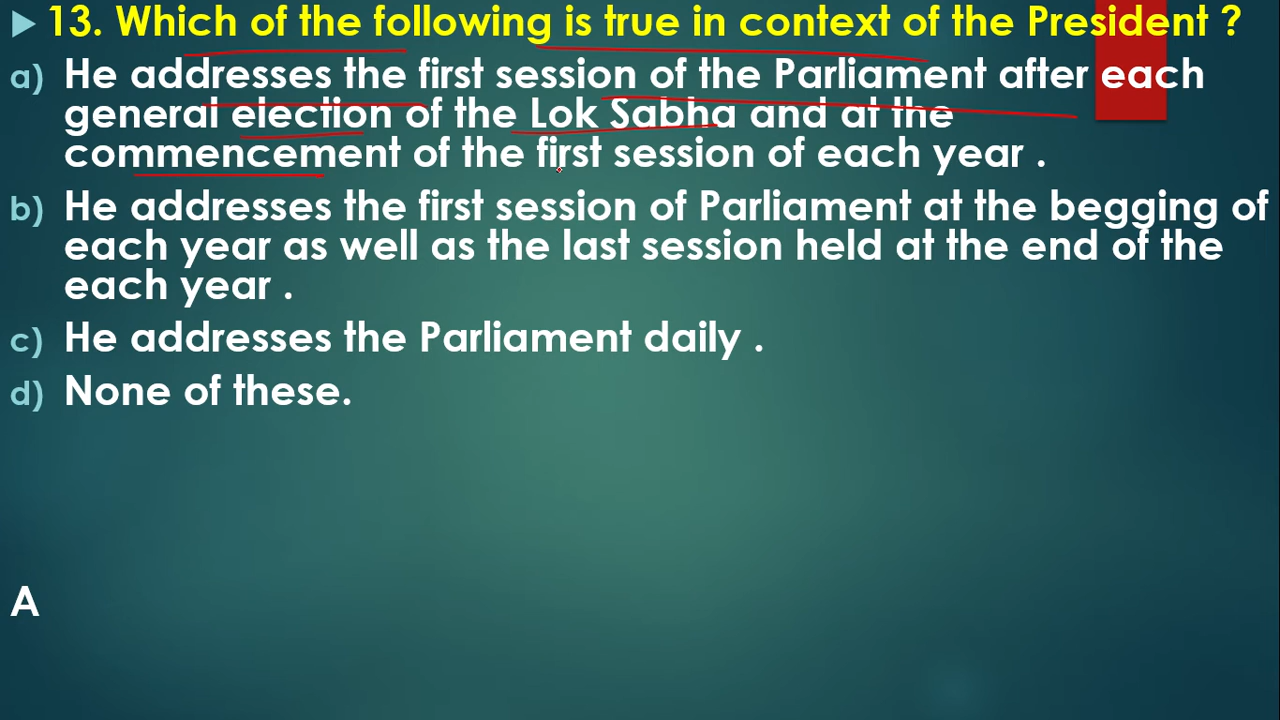 13. Which of the following is true in context of the President ?
a) He addresses the first session of the Parliament after each
general election of the Lok Sabha and at the
commencement of the first session of each year .
b) He addresses the first session of Parliament at the begging of
each year as well as the last session held at the end of the
each year .
c) He addresses the Parliament daily .
d) None of these.
A